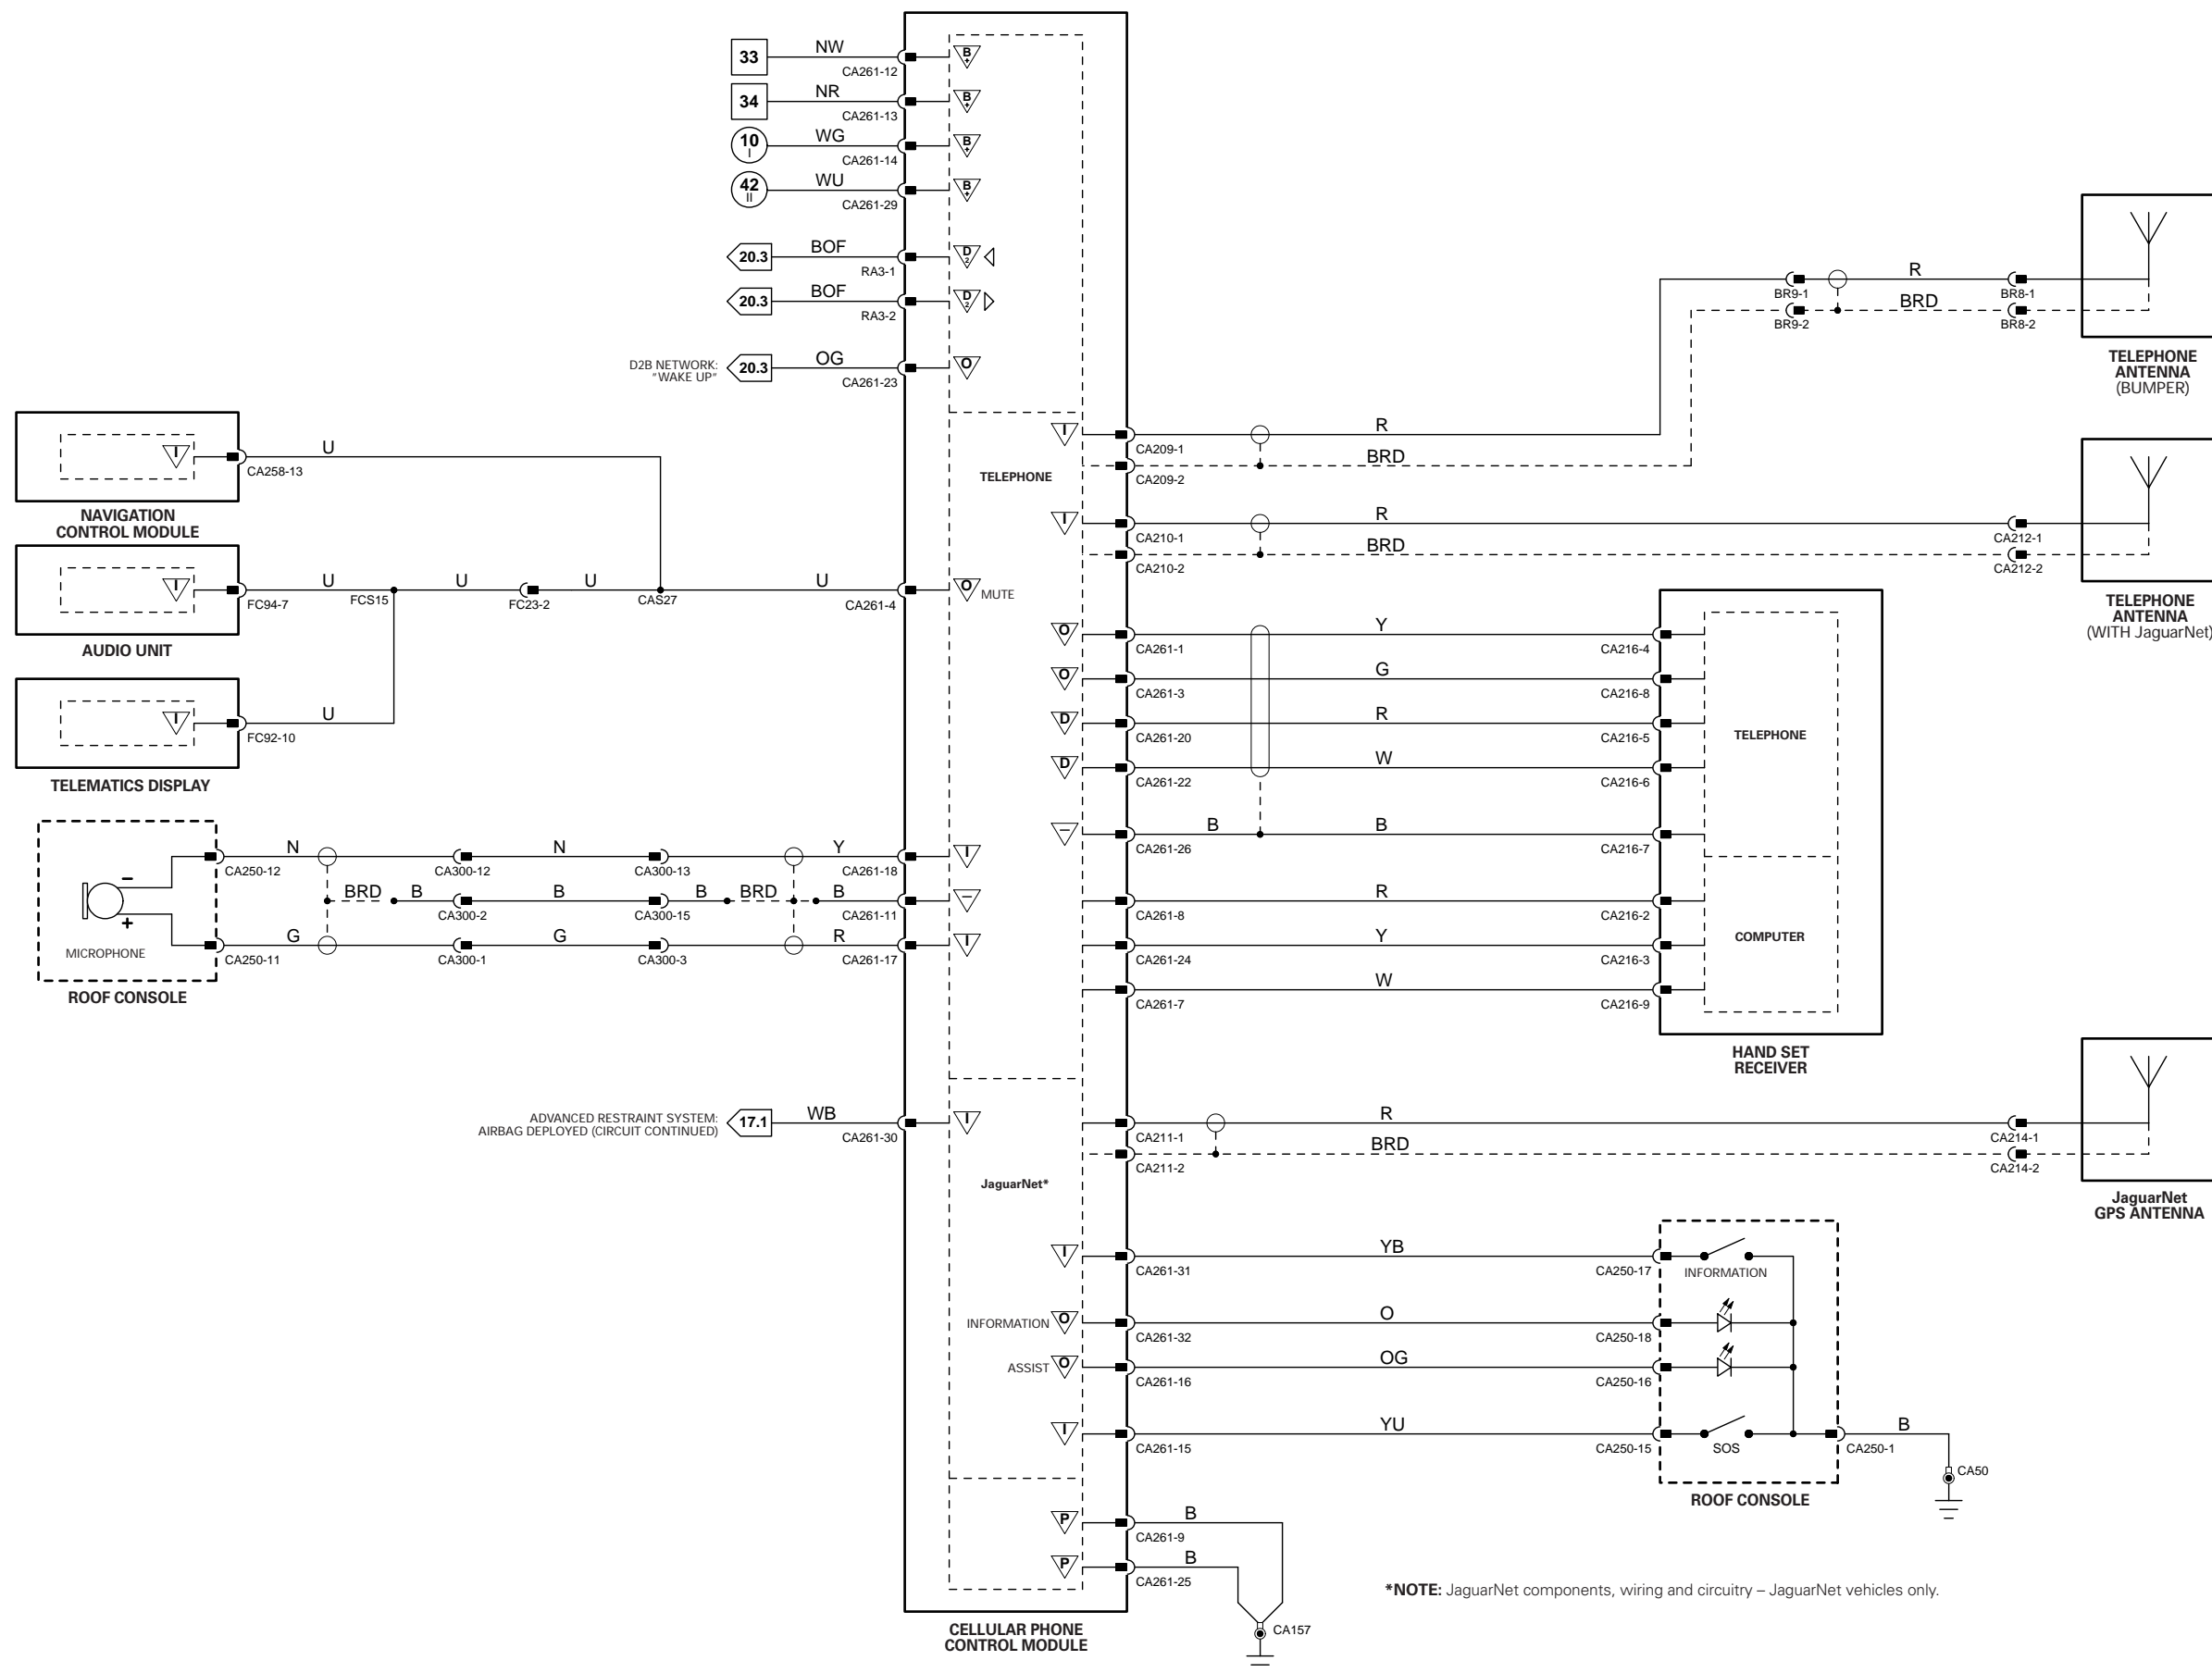 33
NW
CA261-12
B
+
34
NR
CA261-13
B
+
10
I
WG
CA261-14
B
+
42
II
WU
CA261-29
B
+
20.3
BOF
RA3-1
D
2
20.3
BOF
RA3-2
D
2
D2B NETWORK:
"WAKE UP"
20.3
OG
CA261-23
O
I
U
CA258-13
NAVIGATION
CONTROL MODULE
I
U
FC94-7
FCS15
U
FC23-2
U
CAS27
U
CA261-4
O
MUTE
AUDIO UNIT
I
U
FC92-10
TELEMATICS DISPLAY
–
+
MICROPHONE
ROOF CONSOLE
N
CA250-12
N
CA300-12
CA300-13
Y
CA261-18
I
BRD
B
CA300-2
B
CA300-15
B
BRD
B
CA261-11
–
G
CA250-11
CA300-1
G
CA300-3
R
CA261-17
I
ADVANCED RESTRAINT SYSTEM:
AIRBAG DEPLOYED (CIRCUIT CONTINUED)
17.1
WB
CA261-30
I
TELEPHONE
JaguarNet*
I
CA209-1
R
CA209-2
BRD
BR9-1
BR9-2
R
BRD
BR8-1
BR8-2
TELEPHONE
ANTENNA
(BUMPER)
I
CA210-1
R
CA210-2
BRD
CA212-1
CA212-2
TELEPHONE
ANTENNA
(WITH JaguarNet)
O
CA261-1
Y
CA216-4
O
CA261-3
G
CA216-8
D
CA261-20
R
CA216-5
D
CA261-22
W
CA216-6
–
CA261-26
B
B
CA216-7
TELEPHONE
CA261-8
R
CA216-2
CA261-24
Y
CA216-3
CA261-7
W
CA216-9
COMPUTER
HAND SET
RECEIVER
CA211-1
R
CA211-2
BRD
CA214-1
CA214-2
JaguarNet
GPS ANTENNA
I
CA261-31
YB
CA250-17
INFORMATION
INFORMATION
O
CA261-32
O
CA250-18
ASSIST
O
CA261-16
OG
CA250-16
I
CA261-15
YU
CA250-15
SOS
CA250-1
B
CA50
ROOF CONSOLE
P
CA261-9
B
P
CA261-25
B
CA157
*NOTE: JaguarNet components, wiring and circuitry – JaguarNet vehicles only.
CELLULAR PHONE
CONTROL MODULE